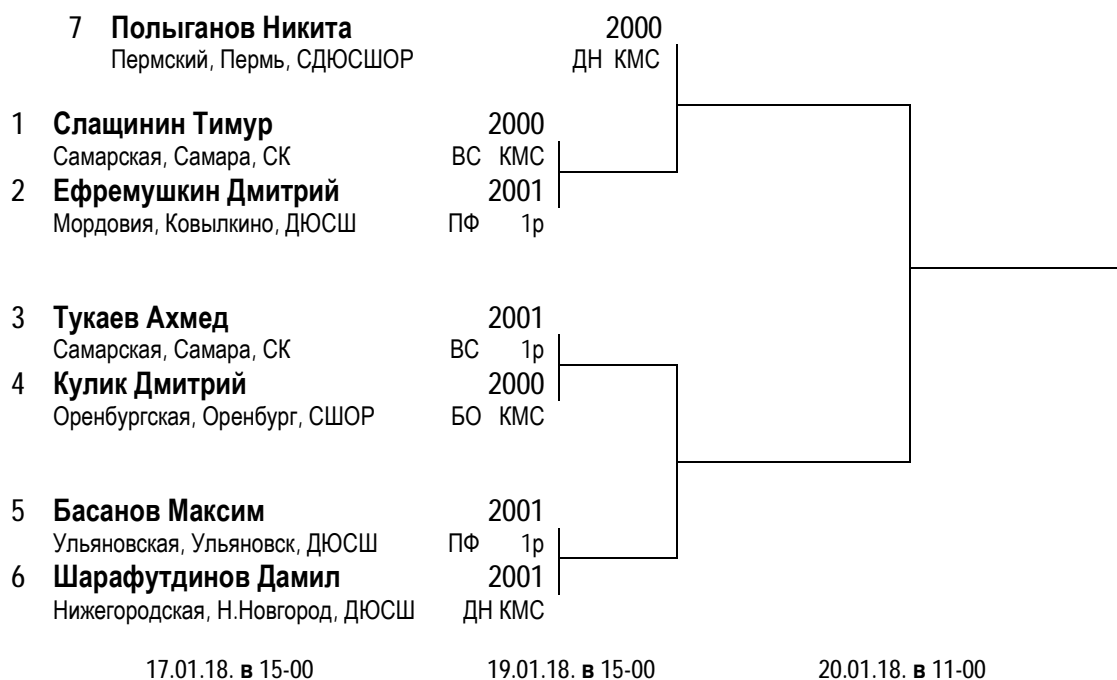 7 Полыганов Никита 2000
Пермский, Пермь, СДЮСШОР ДН КМС
1 Слащинин Тимур 2000
Самарская, Самара, СК ВС КМС
2 Ефремушкин Дмитрий 2001
Мордовия, Ковылкино, ДЮСШ ПФ 1р
3 Тукаев Ахмед 2001
Самарская, Самара, СК ВС 1р
4 Кулик Дмитрий 2000
Оренбургская, Оренбург, СШОР БО КМС
5 Басанов Максим 2001
Ульяновская, Ульяновск, ДЮСШ ПФ 1р
6 Шарафутдинов Дамил 2001
Нижегородская, Н.Новгород, ДЮСШ ДН КМС
17.01.18. в 15-00 19.01.18. в 15-00 20.01.18. в 11-00